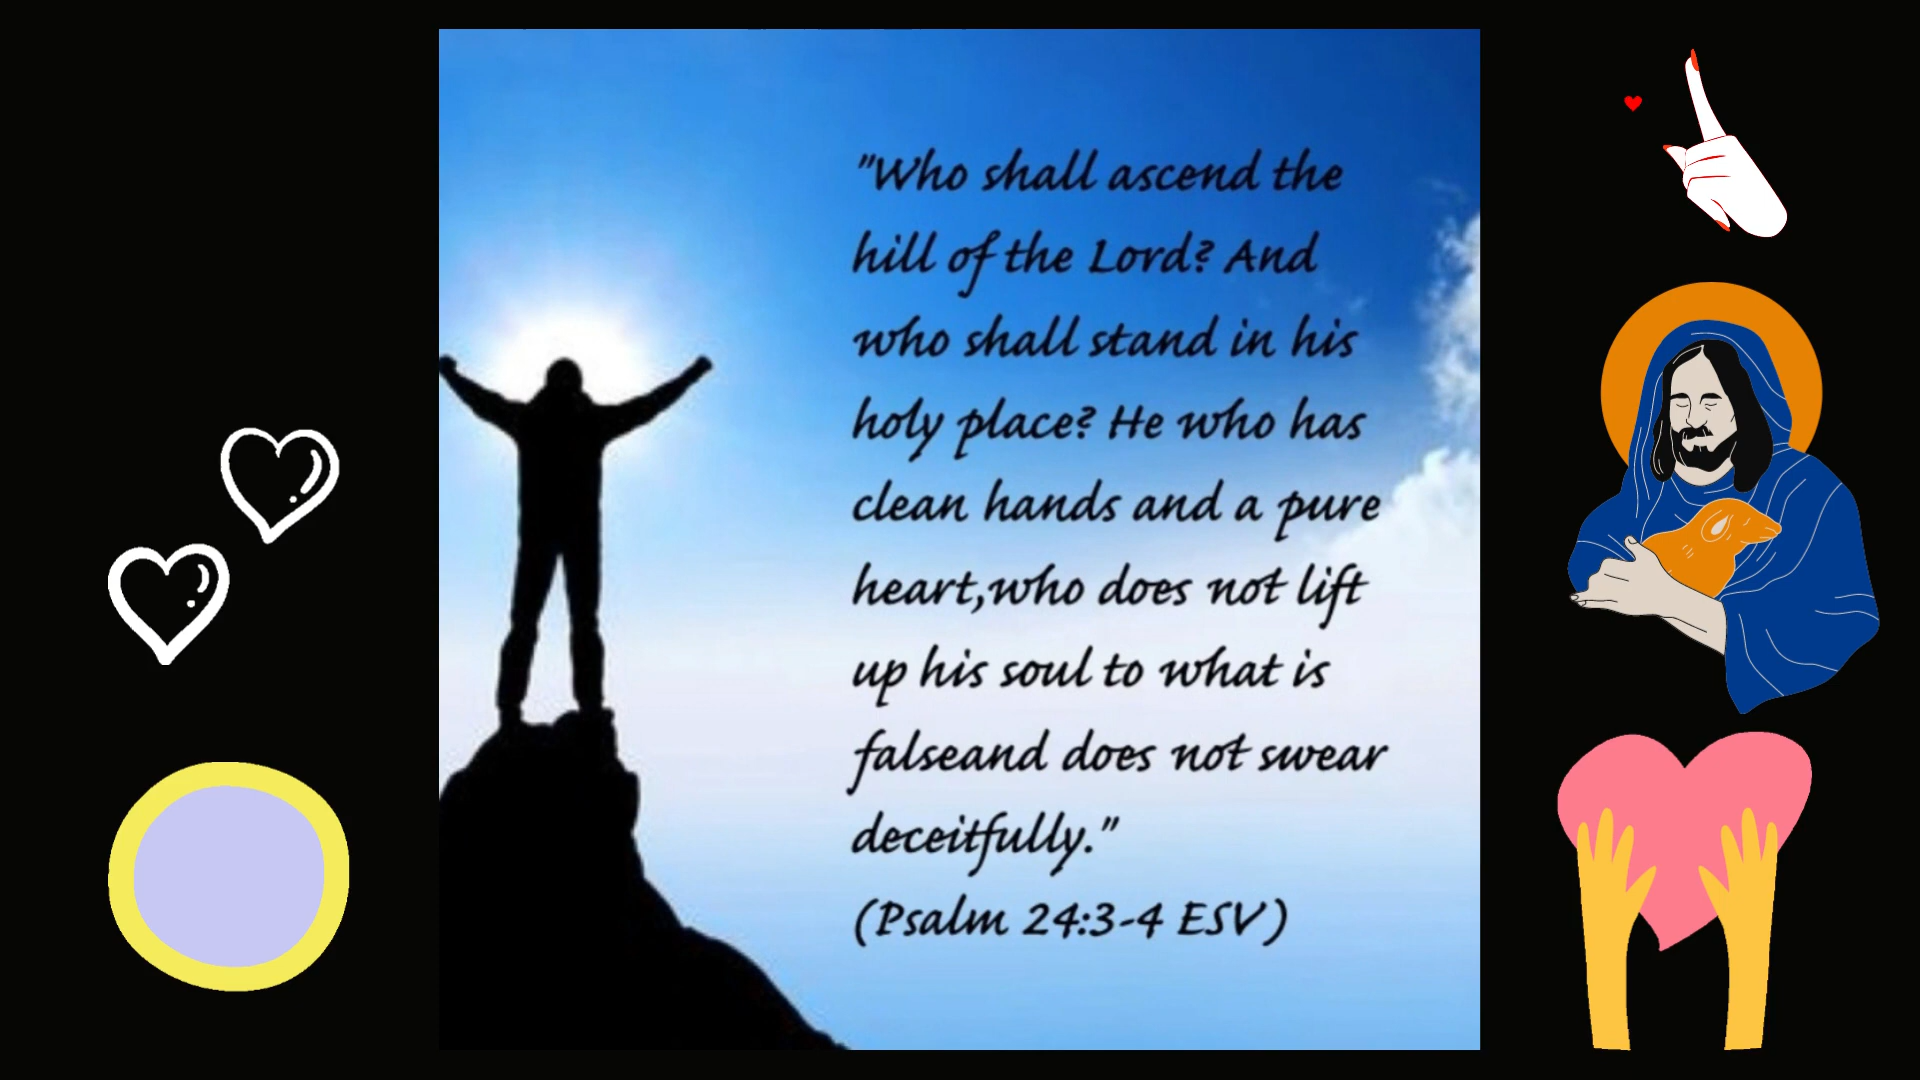 "Who shall ascend the
hill of the Lord? And
who shall stand in his
holy place? He who has
clean hands and a pure
heart,who does not lift
up his soul to what is
falseand does not swear
deceitfully."
(Psalm 24:3-4 ESV)